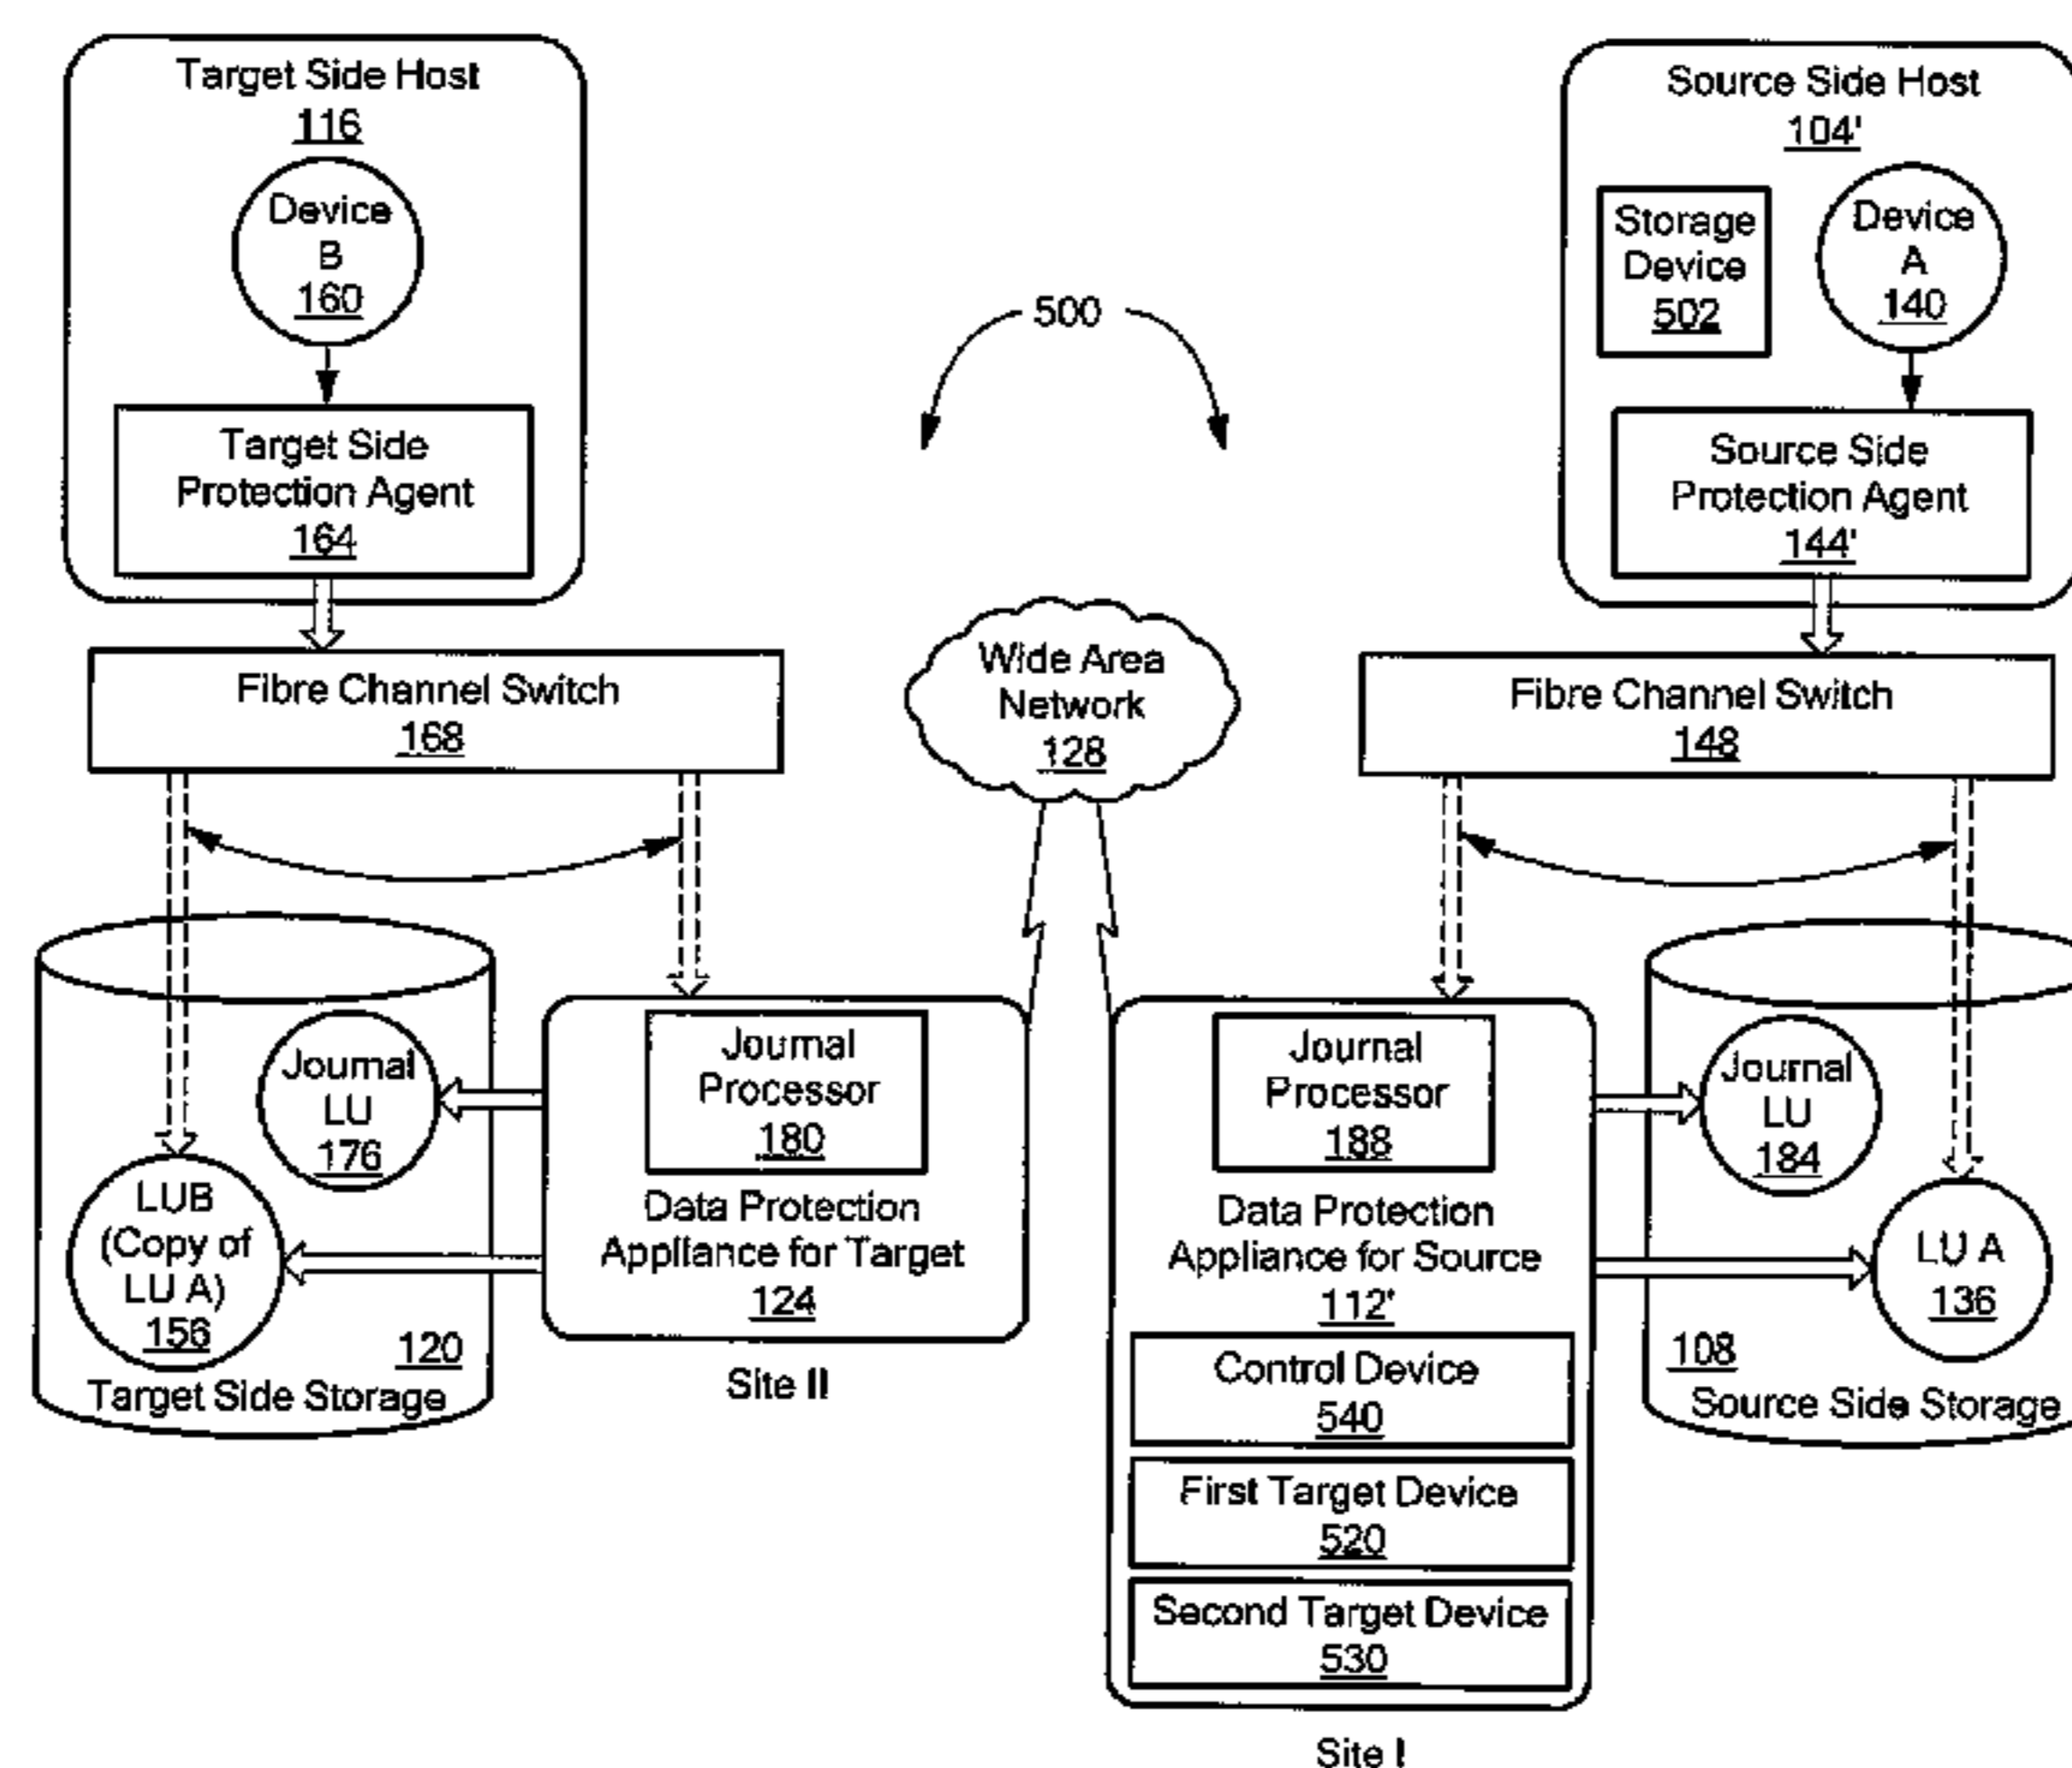 Target Side Host
116
Device
B
160
Target Side
Protection Agent
164
Source Side Host
104'
Storage
Device
502
Device
A
140
Source Side
Protection Agent
144'
500
Fibre Channel Switch
168
Wide Area
Network
128
Fibre Channel Switch
148
Journal
LU
176
LUB
(Copy of
LU A)
156
120
Target Side Storage
Journal
Processor
180
Data Protection
Appliance for Target
124
Site II
Journal
Processor
188
Data Protection
Appliance for Source
112'
Control Device
540
First Target Device
520
Second Target Device
530
Site I
Journal
LU
184
LU A
136
108
Source Side Storage